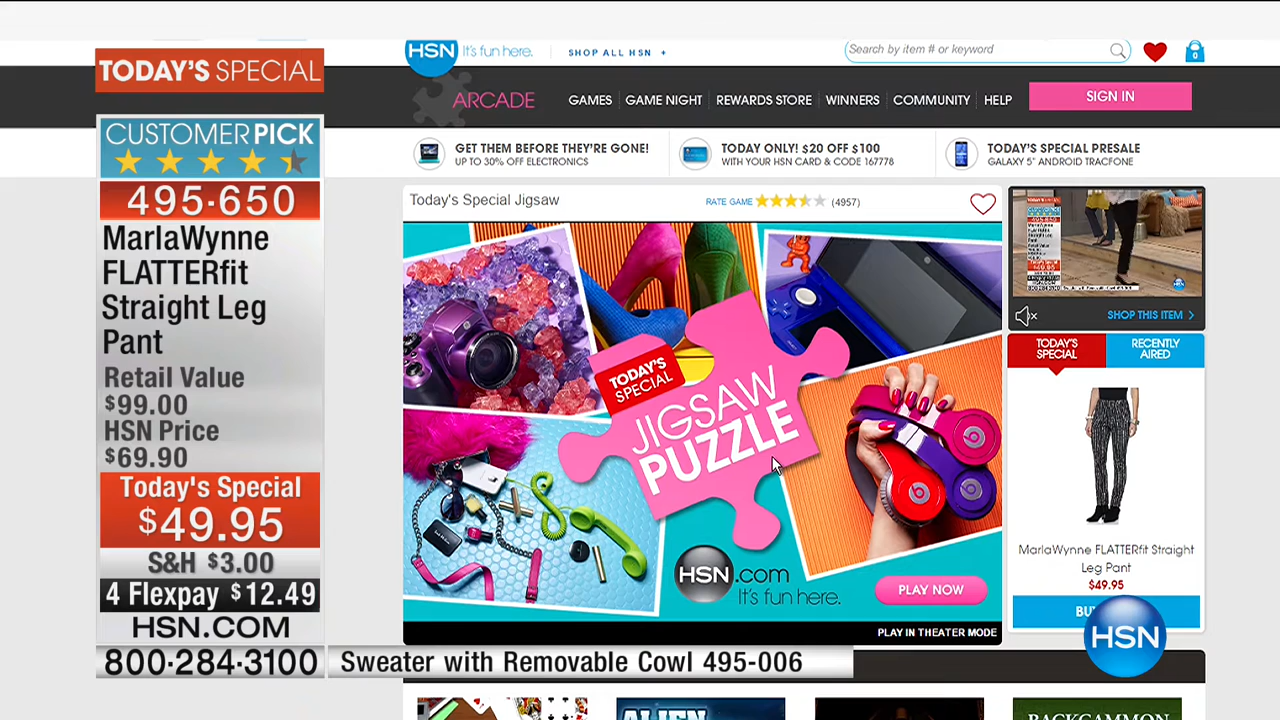 TODAY'S SPECIAL
CUSTOMER PICK
495-650
MarlaWynne
FLATTERfit
Straight Leg
Pant
Retail Value
$99.00
HSN Price
$69.90
Today's Special
$49.95
S&H $3.00
4 Flexpay $12.49
HSN.COM
800-284-3100
Sweater with Removable Cowl 495-006
HSN It's fun here.
SHOP ALL HSN +
Search by item # or keyword
0
ARCADE
GAMES
GAME NIGHT
REWARDS STORE
WINNERS
COMMUNITY
HELP
SIGN IN
GET THEM BEFORE THEY'RE GONE!
UP TO 30% OFF ELECTRONICS
TODAY ONLY! $20 OFF $100
WITH YOUR HSN CARD & CODE 167778
TODAY'S SPECIAL PRESALE
GALAXY 5" ANDROID TRACFONE
Today's Special Jigsaw
RATE GAME (4957)
TODAY'S
SPECIAL
JIGSAW
PUZZLE
HSN.com
It's fun here.
PLAY NOW
PLAY IN THEATER MODE
SHOP THIS ITEM >
TODAY'S
SPECIAL
RECENTLY
AIRED
MarlaWynne FLATTERfit Straight
Leg Pant
$49.95
BU
HSN
ALIEN
BACKGAMMON